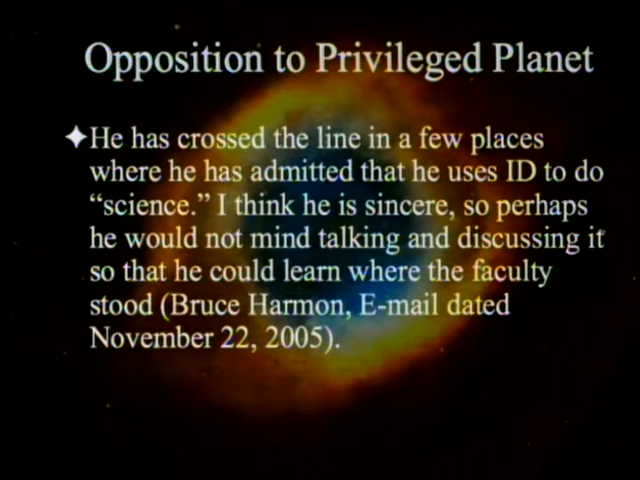 Opposition to Privileged Planet
He has crossed the line in a few places
where he has admitted that he uses ID to do
“science.” I think he is sincere, so perhaps
he would not mind talking and discussing it
so that he could learn where the faculty
stood (Bruce Harmon, E-mail dated
November 22, 2005).